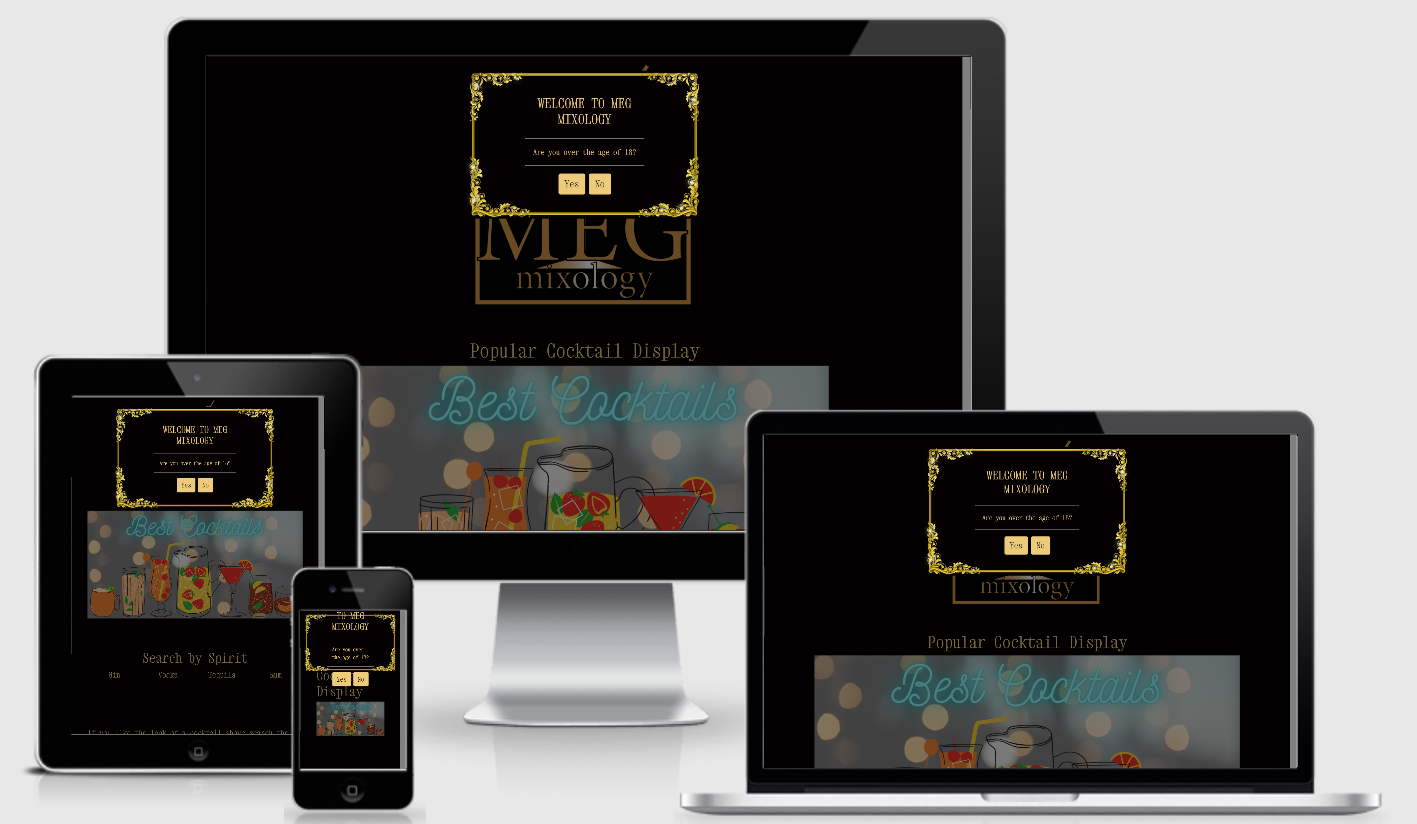 WELCOME TO MEG
MIXOLOGY
Are you over the age of 18?
Yes No
MEG
mixology
Popular Cocktail Display
Best Cocktails
WELCOME TO MEG
MIXOLOGY
Are you over the age of 18?
Yes No
Best Cocktails
Search by Spirit
Gin Vodka Tequila Rum
If you like the look of a cocktail above search the
TO MEG
MIXOLOGY
Are you over
the age of 18?
Yes No
Display
WELCOME TO MEG
MIXOLOGY
Are you over the age of 18?
Yes No
mixology
Popular Cocktail Display
Best Cocktails